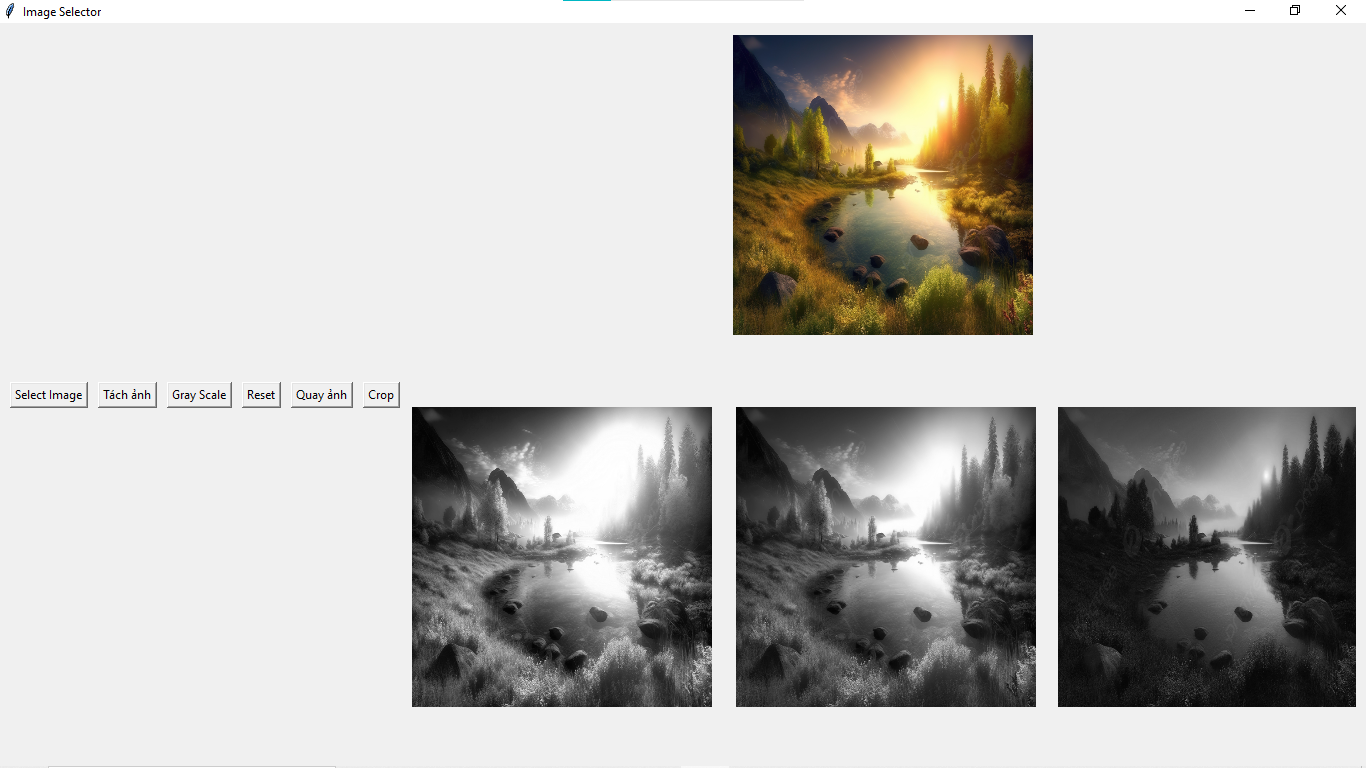 Image Selector
Select Image
Tách ảnh
Gray Scale
Reset
Quay ảnh
Crop